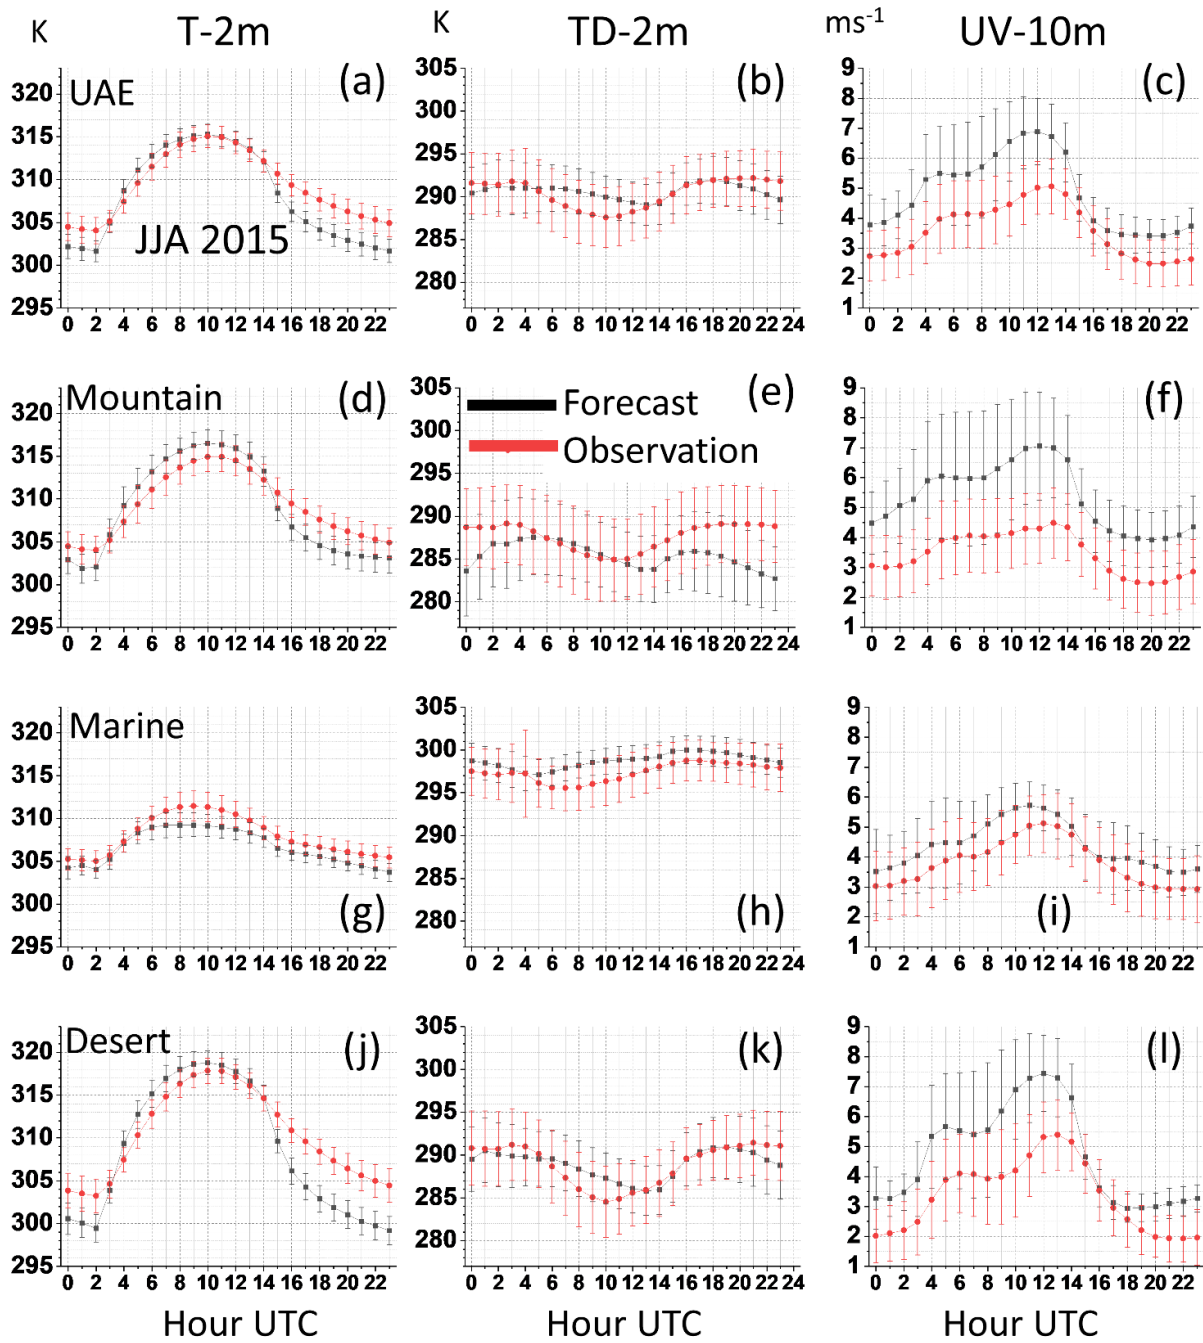 K T-2m K TD-2m ms-1 UV-10m
UAE (a) (b) (c)
JJA 2015
320 315 310 305 300 295
305 300 295 290 285 280
9 8 7 6 5 4 3 2 1
0 2 4 6 8 10 12 14 16 18 20 22
0 2 4 6 8 10 12 14 16 18 20 22 24
0 2 4 6 8 10 12 14 16 18 20 22
Mountain (d) (e) (f)
Forecast
Observation
320 315 310 305 300 295
305 300 295 290 285 280
9 8 7 6 5 4 3 2 1
0 2 4 6 8 10 12 14 16 18 20 22
0 2 4 6 8 10 12 14 16 18 20 22 24
0 2 4 6 8 10 12 14 16 18 20 22
Marine
(g) (h) (i)
320 315 310 305 300 295
305 300 295 290 285 280
9 8 7 6 5 4 3 2 1
0 2 4 6 8 10 12 14 16 18 20 22
0 2 4 6 8 10 12 14 16 18 20 22 24
0 2 4 6 8 10 12 14 16 18 20 22
Desert (j) (k) (l)
320 315 310 305 300 295
305 300 295 290 285 280
9 8 7 6 5 4 3 2 1
0 2 4 6 8 10 12 14 16 18 20 22
0 2 4 6 8 10 12 14 16 18 20 22 24
0 2 4 6 8 10 12 14 16 18 20 22
Hour UTC Hour UTC Hour UTC